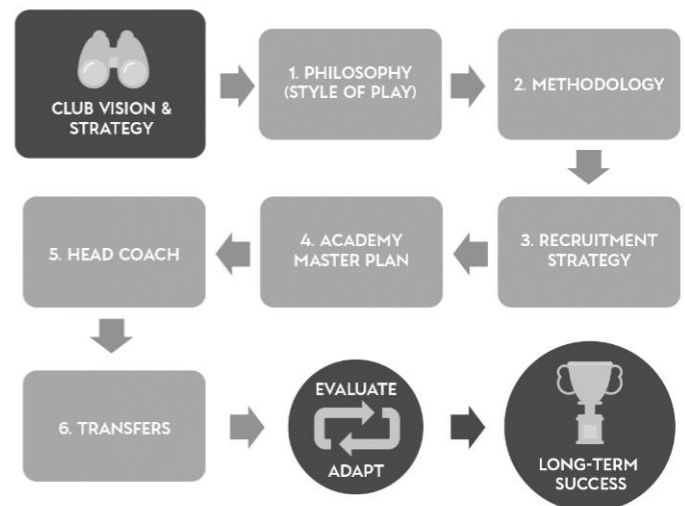 CLUB VISION &
STRATEGY
1. PHILOSOPHY
(STYLE OF PLAY)
2. METHODOLOGY
3. RECRUITMENT
STRATEGY
4. ACADEMY
MASTER PLAN
5. HEAD COACH
6. TRANSFERS
EVALUATE
ADAPT
LONG-TERM
SUCCESS